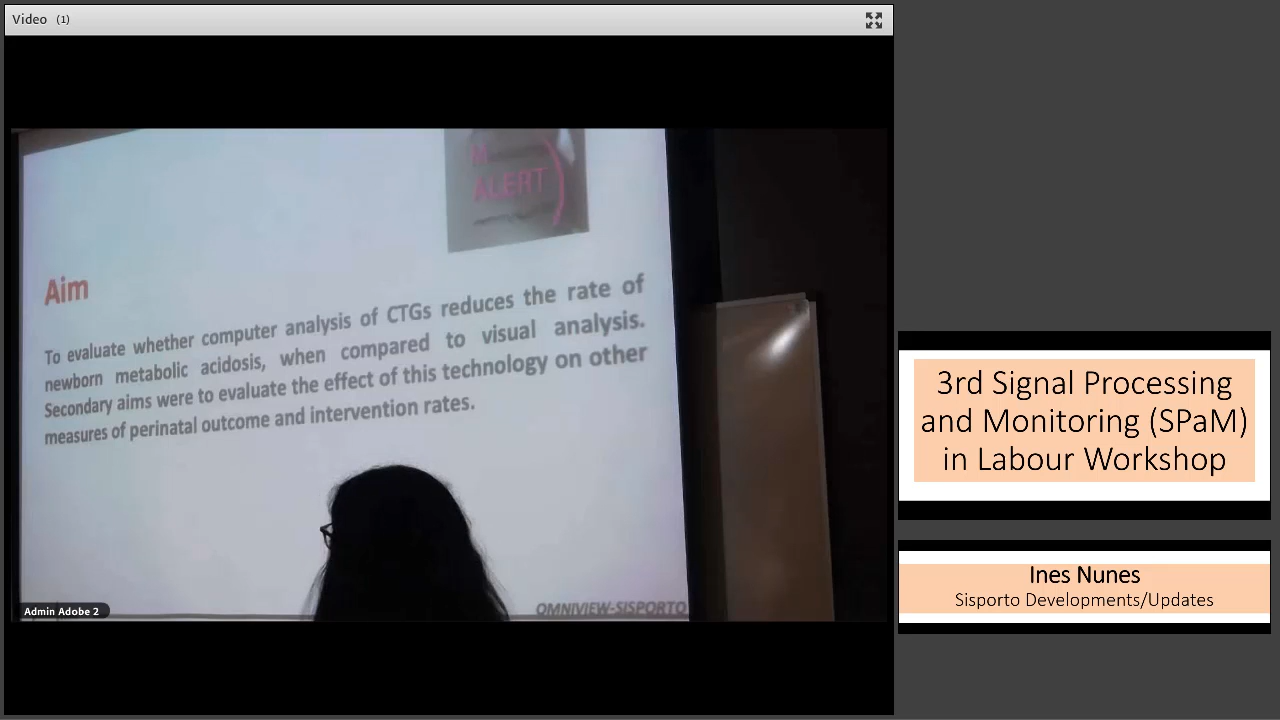 Video (1)
M
ALERT
Aim
To evaluate whether computer analysis of CTGs reduces the rate of
newborn metabolic acidosis, when compared to visual analysis.
Secondary aims were to evaluate the effect of this technology on other
measures of perinatal outcome and intervention rates.
Admin Adobe 2
OMNIVIEW-SISPORTO
3rd Signal Processing
and Monitoring (SPaM)
in Labour Workshop
Ines Nunes
Sisporto Developments/Updates